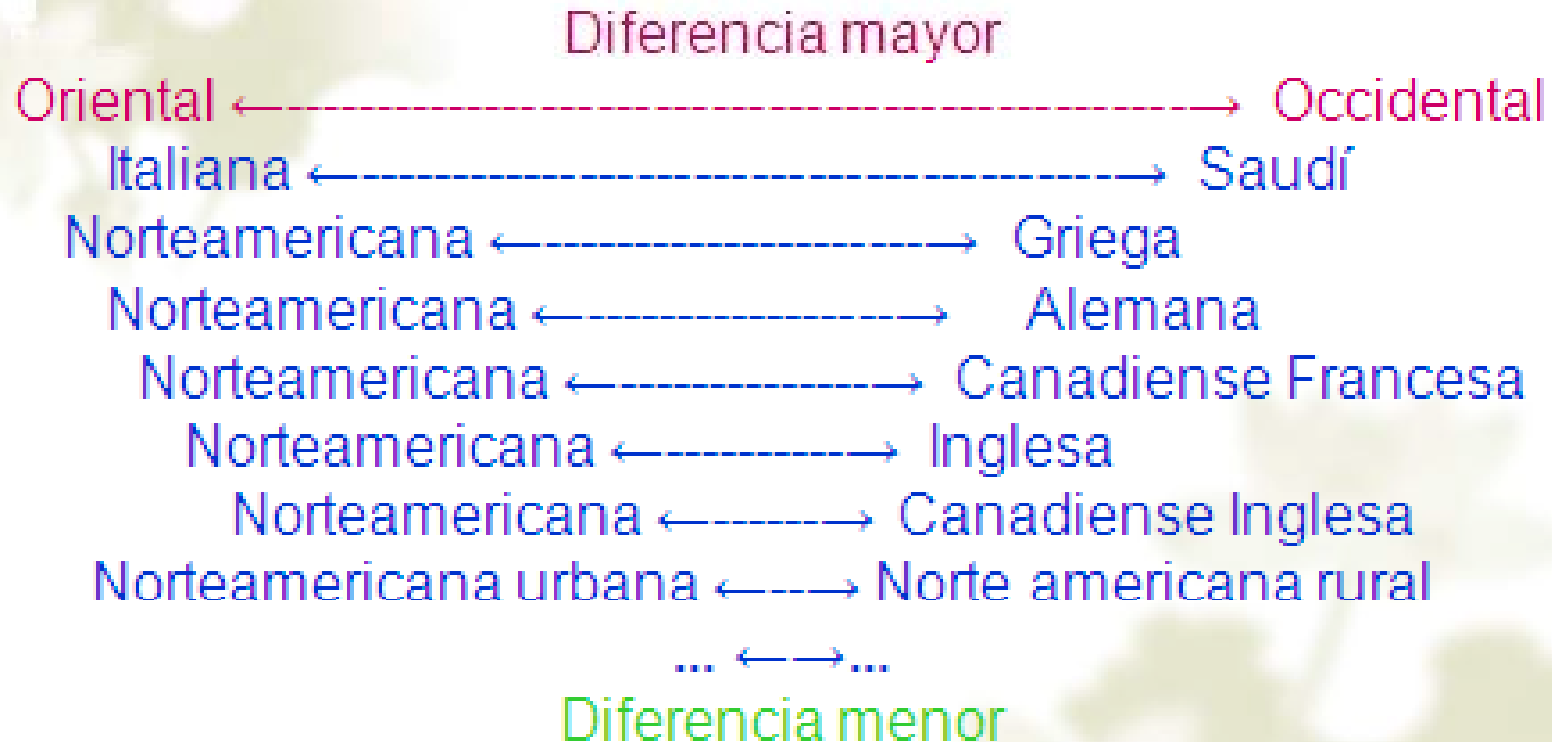 Diferencia mayor
Oriental ←----------------------------------------→ Occidental
Italiana ←----------------------------------→ Saudí
Norteamericana ←------------------→ Griega
Norteamericana ←---------------→ Alemana
Norteamericana ←------------→ Canadiense Francesa
Norteamericana ←---------→ Inglesa
Norteamericana ←------→ Canadiense Inglesa
Norteamericana urbana ←---→ Norte americana rural
... ←-→...
Diferencia menor